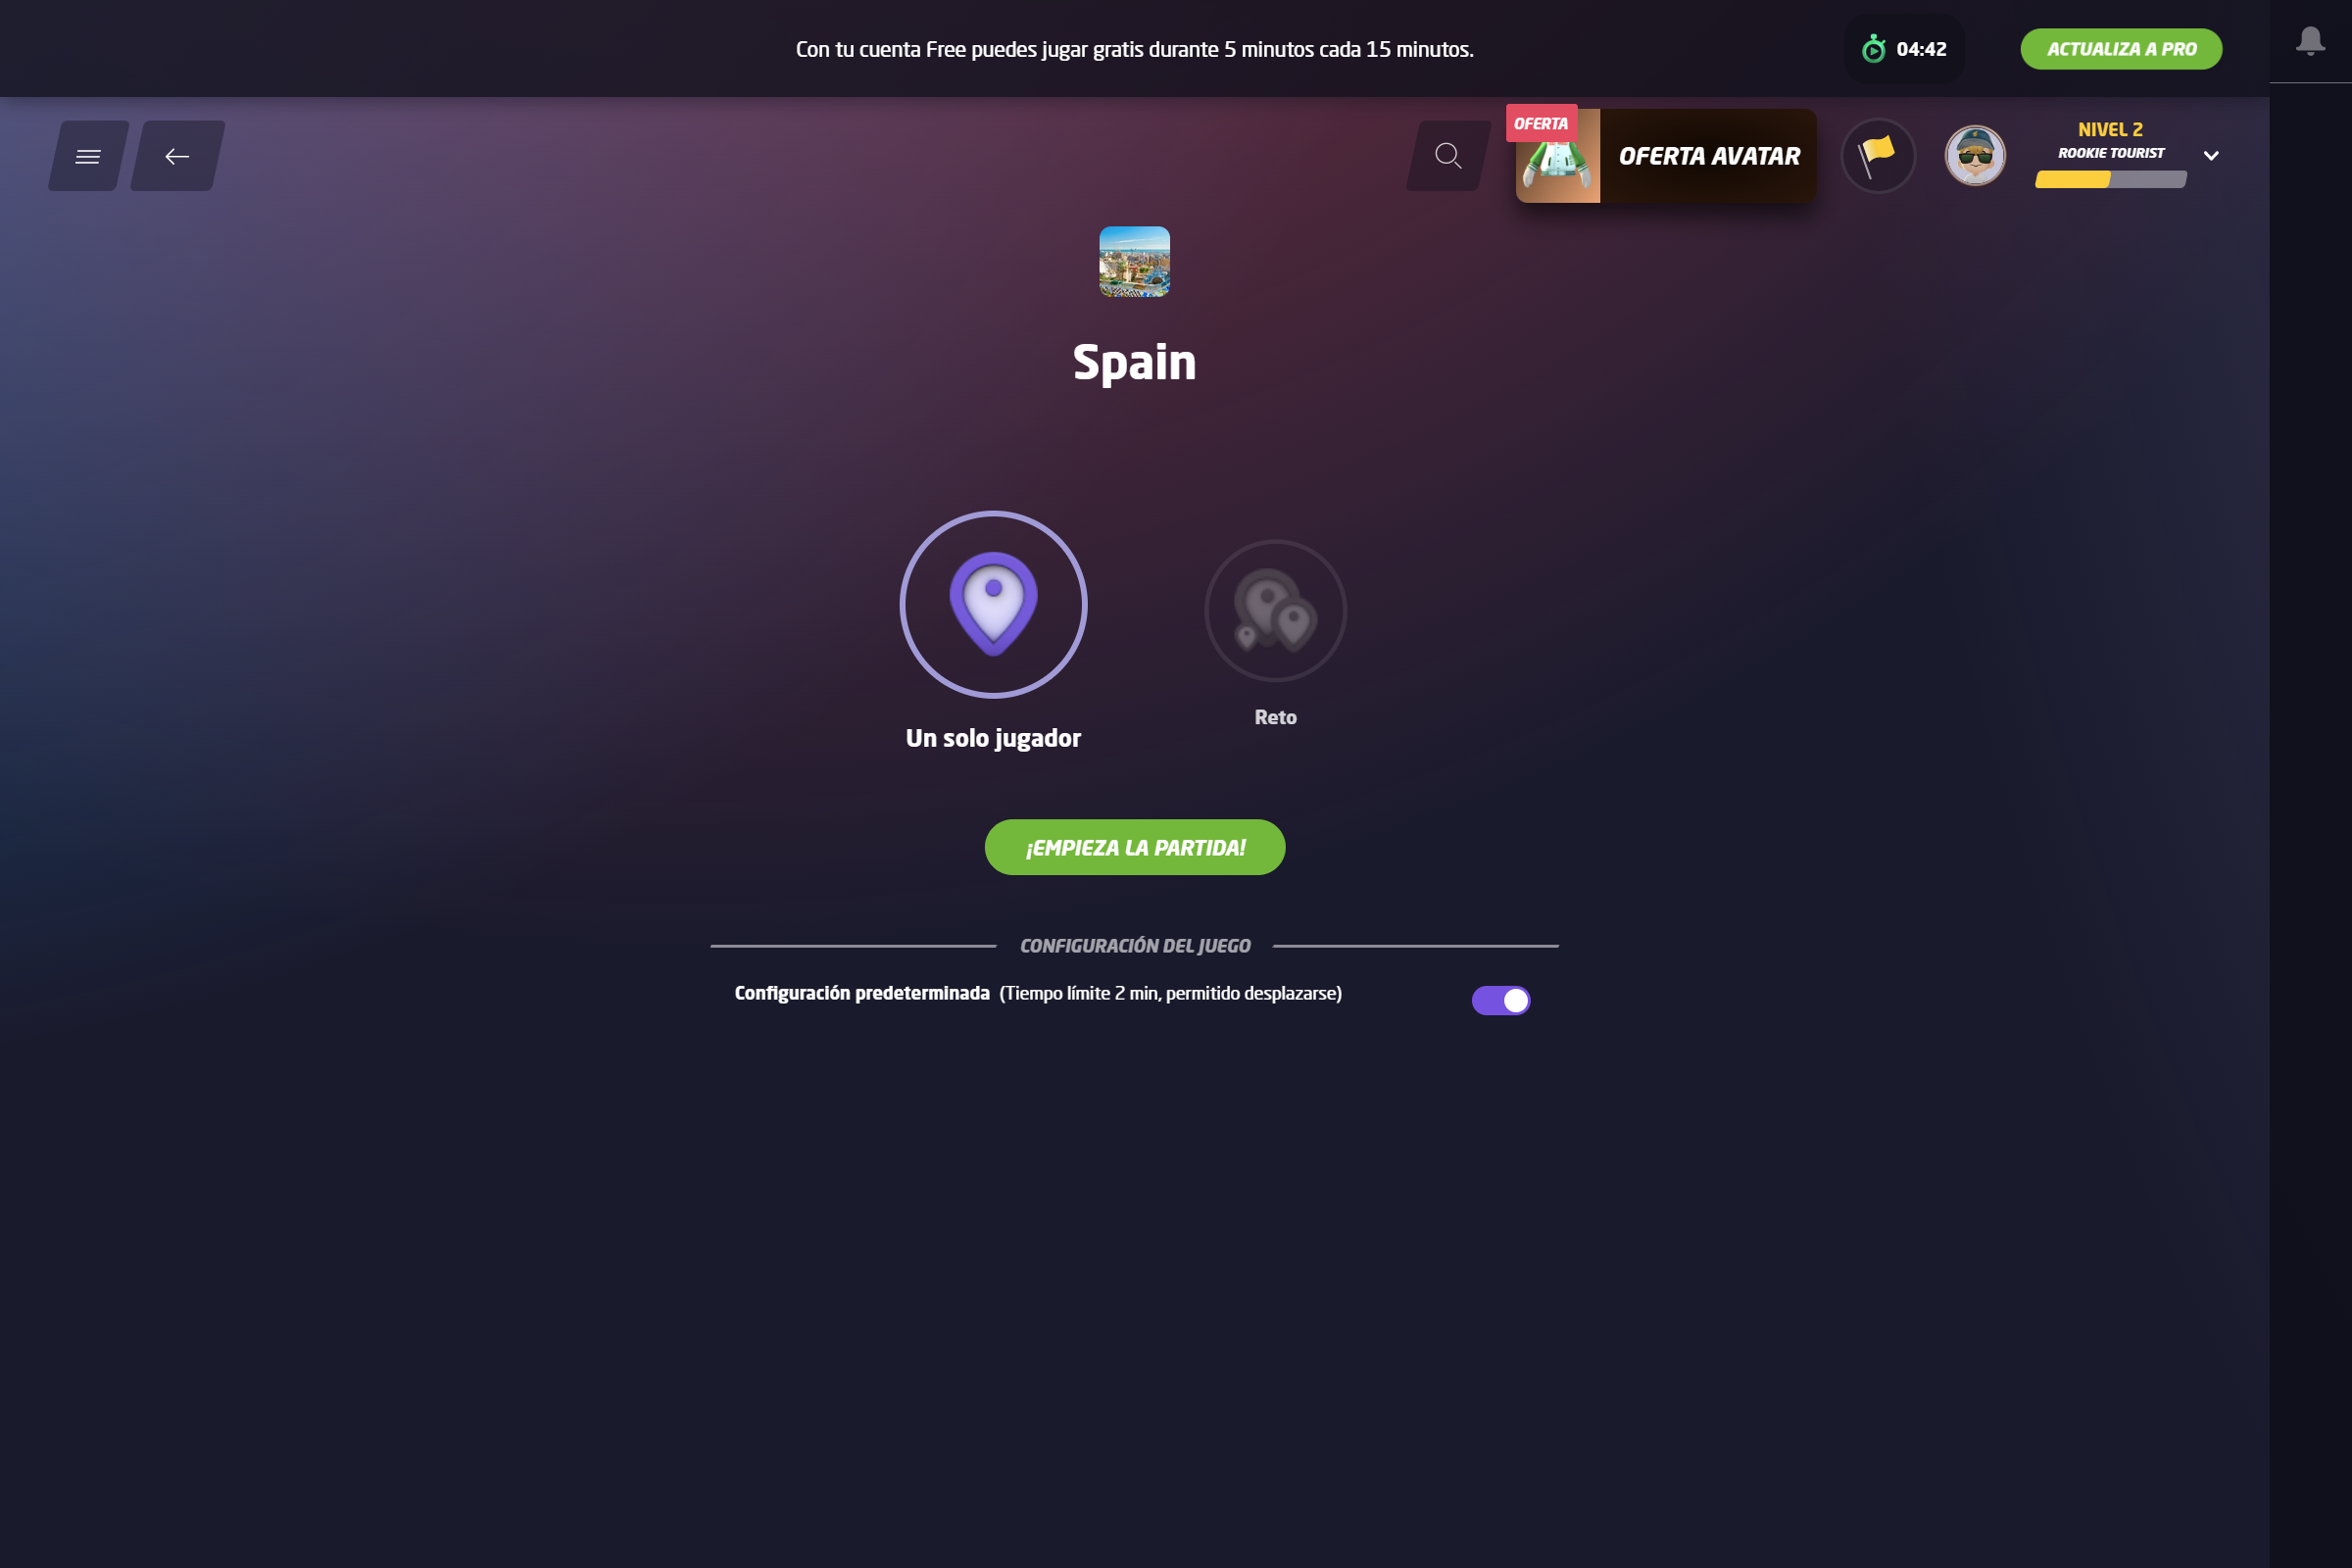 Con tu cuenta Free puedes jugar gratis durante 5 minutos cada 15 minutos.
04:42
ACTUALIZA A PRO
OFERTA
OFERTA AVATAR
NIVEL 2
ROOKIE TOURIST
Spain
Un solo jugador
Reto
¡EMPIEZA LA PARTIDA!
CONFIGURACIÓN DEL JUEGO
Configuración predeterminada (Tiempo límite 2 min, permitido desplazarse)